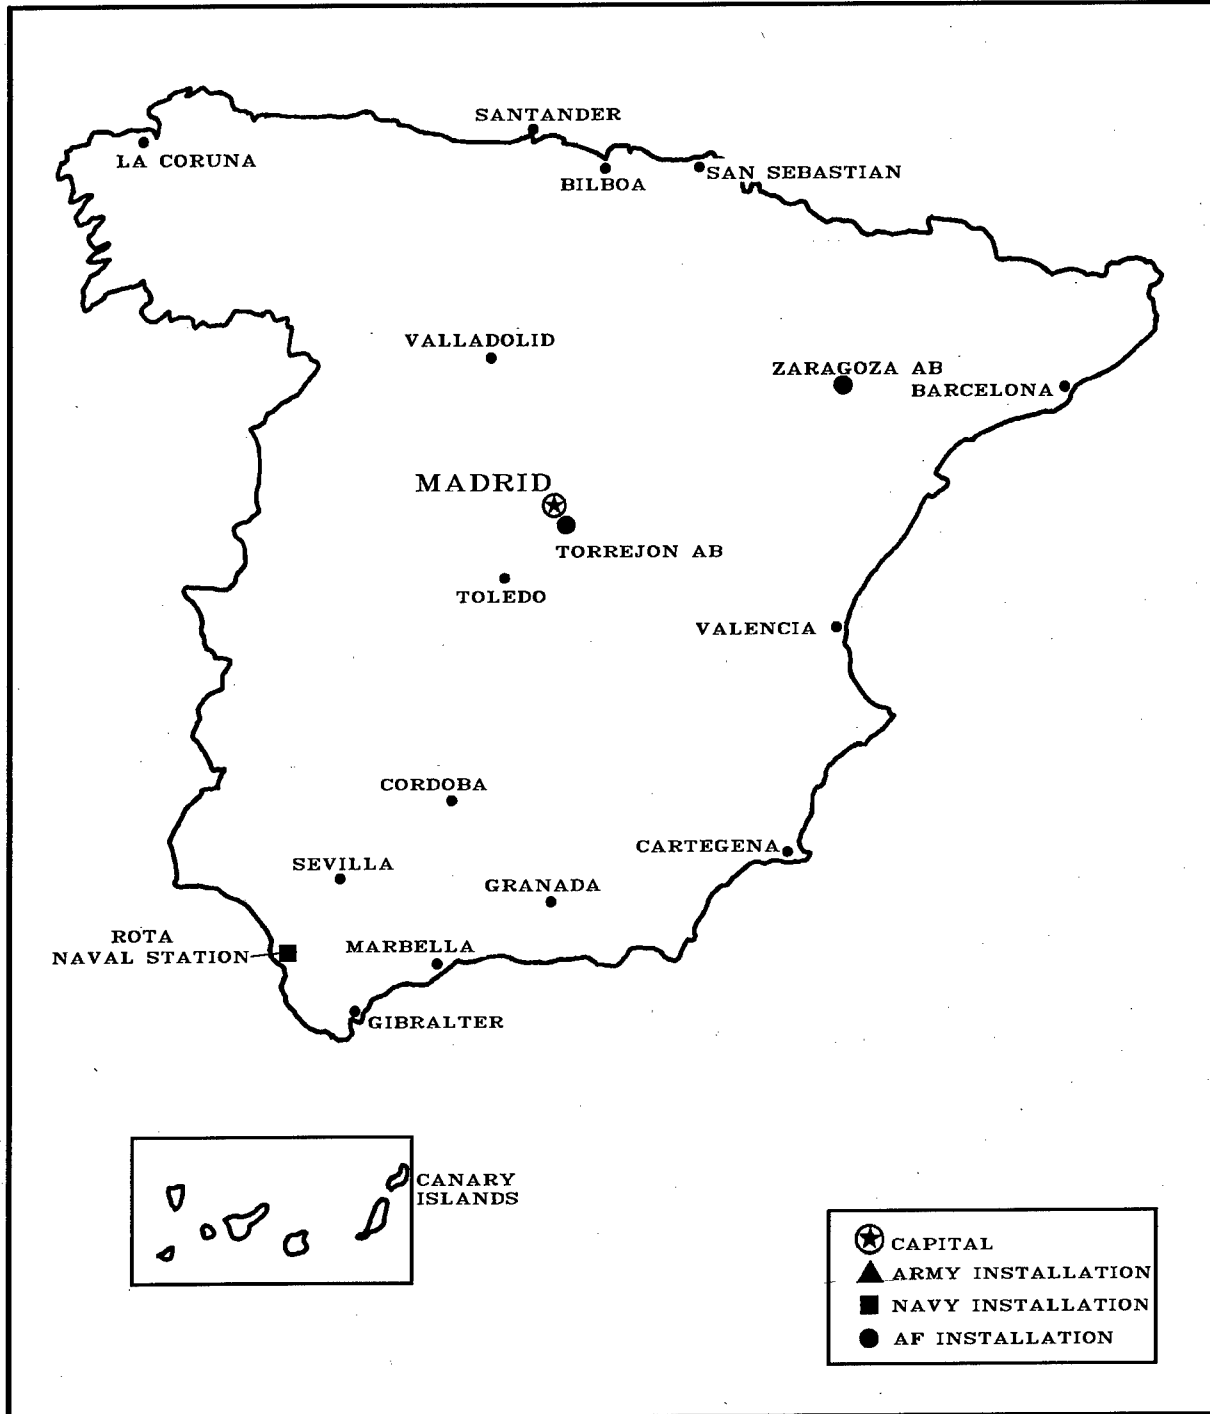 SANTANDER
LA CORUNA
BILBOA
SAN SEBASTIAN
VALLADOLID
ZARAGOZA AB
BARCELONA
MADRID
TORREJON AB
TOLEDO
VALENCIA
CORDOBA
CARTEGENA
SEVILLA
GRANADA
ROTA
NAVAL STATION
MARBELLA
GIBRALTER
CANARY
ISLANDS
CAPITAL
ARMY INSTALLATION
NAVY INSTALLATION
AF INSTALLATION